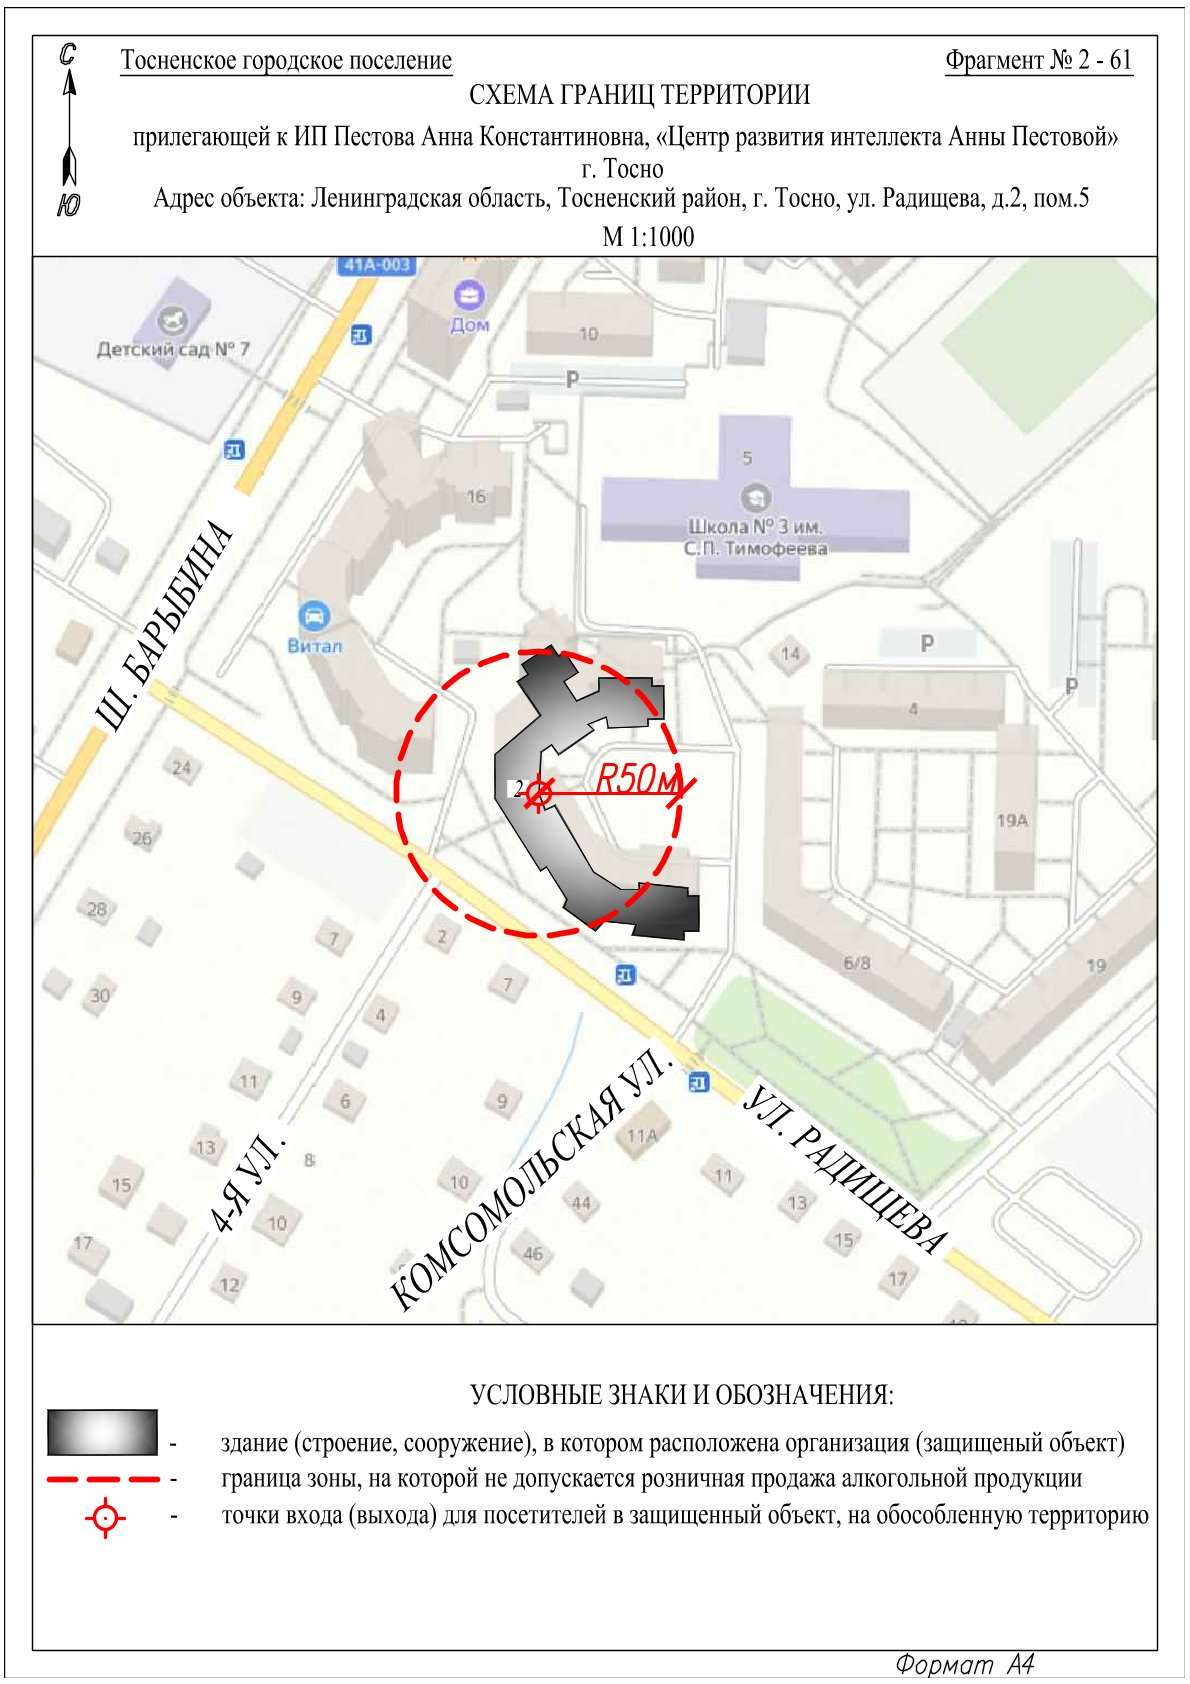 С
Ю
Тосненское городское поселение
Фрагмент № 2 - 61
СХЕМА ГРАНИЦ ТЕРРИТОРИИ
прилегающей к ИП Пестова Анна Константиновна, «Центр развития интеллекта Анны Пестовой»
г. Тосно
Адрес объекта: Ленинградская область, Тосненский район, г. Тосно, ул. Радищева, д.2, пом.5
М 1:1000
41А-003
Дом
10
Детский сад № 7
P
5
16
Школа № 3 им.
С.П. Тимофеева
Ш. БАРЫБИНА
Витал
P
14
P
4
24
2
R50м
19А
26
28
7
2
6/8
19
30
9
7
4
11
6
9
13
8
11А
4-Я УЛ.
КОМСОМОЛЬСКАЯ УЛ.
УЛ. РАДИЩЕВА
15
10
11
44
13
10
17
46
15
12
17
УСЛОВНЫЕ ЗНАКИ И ОБОЗНАЧЕНИЯ:
- здание (строение, сооружение), в котором расположена организация (защищеный объект)
- граница зоны, на которой не допускается розничная продажа алкогольной продукции
- точки входа (выхода) для посетителей в защищенный объект, на обособленную территорию
Формат А4